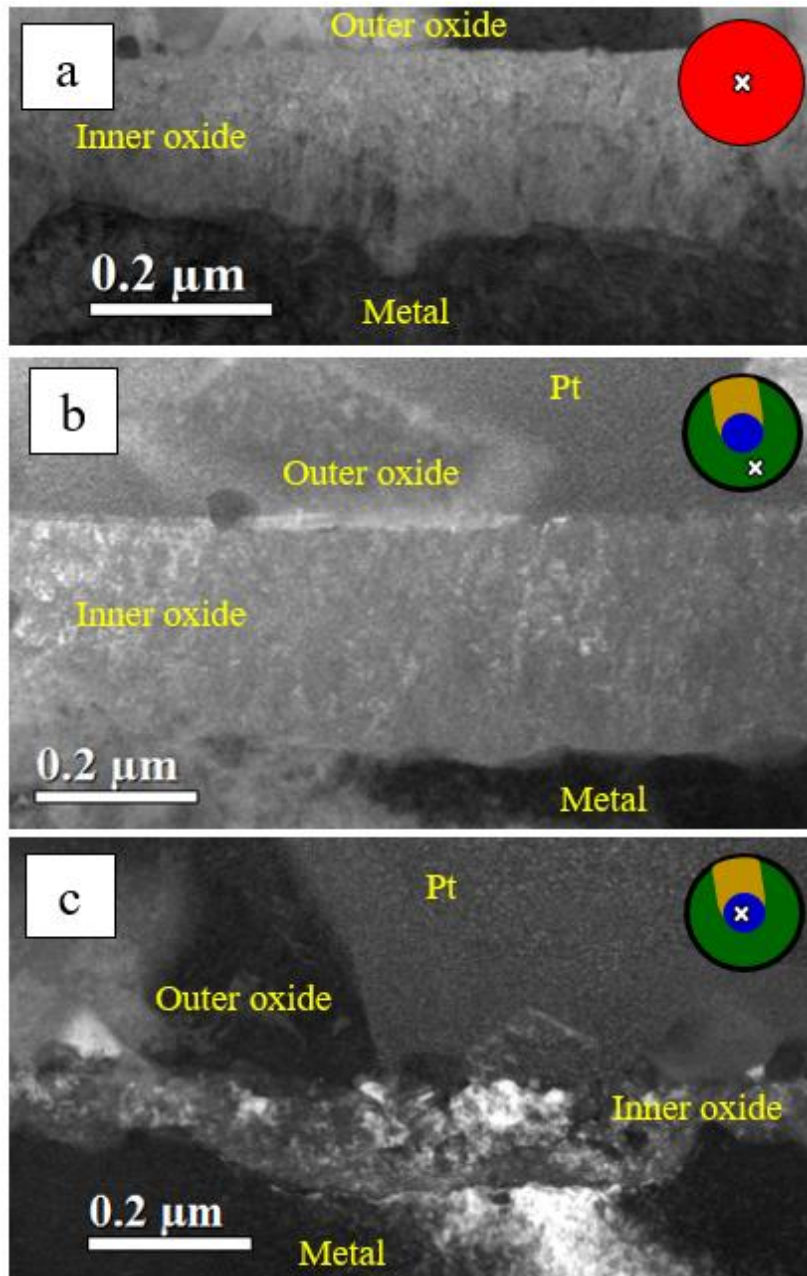 a
Outer oxide
Inner oxide
0.2 µm
Metal
b
Pt
Outer oxide
Inner oxide
0.2 µm
Metal
c
Pt
Outer oxide
Inner oxide
0.2 µm
Metal